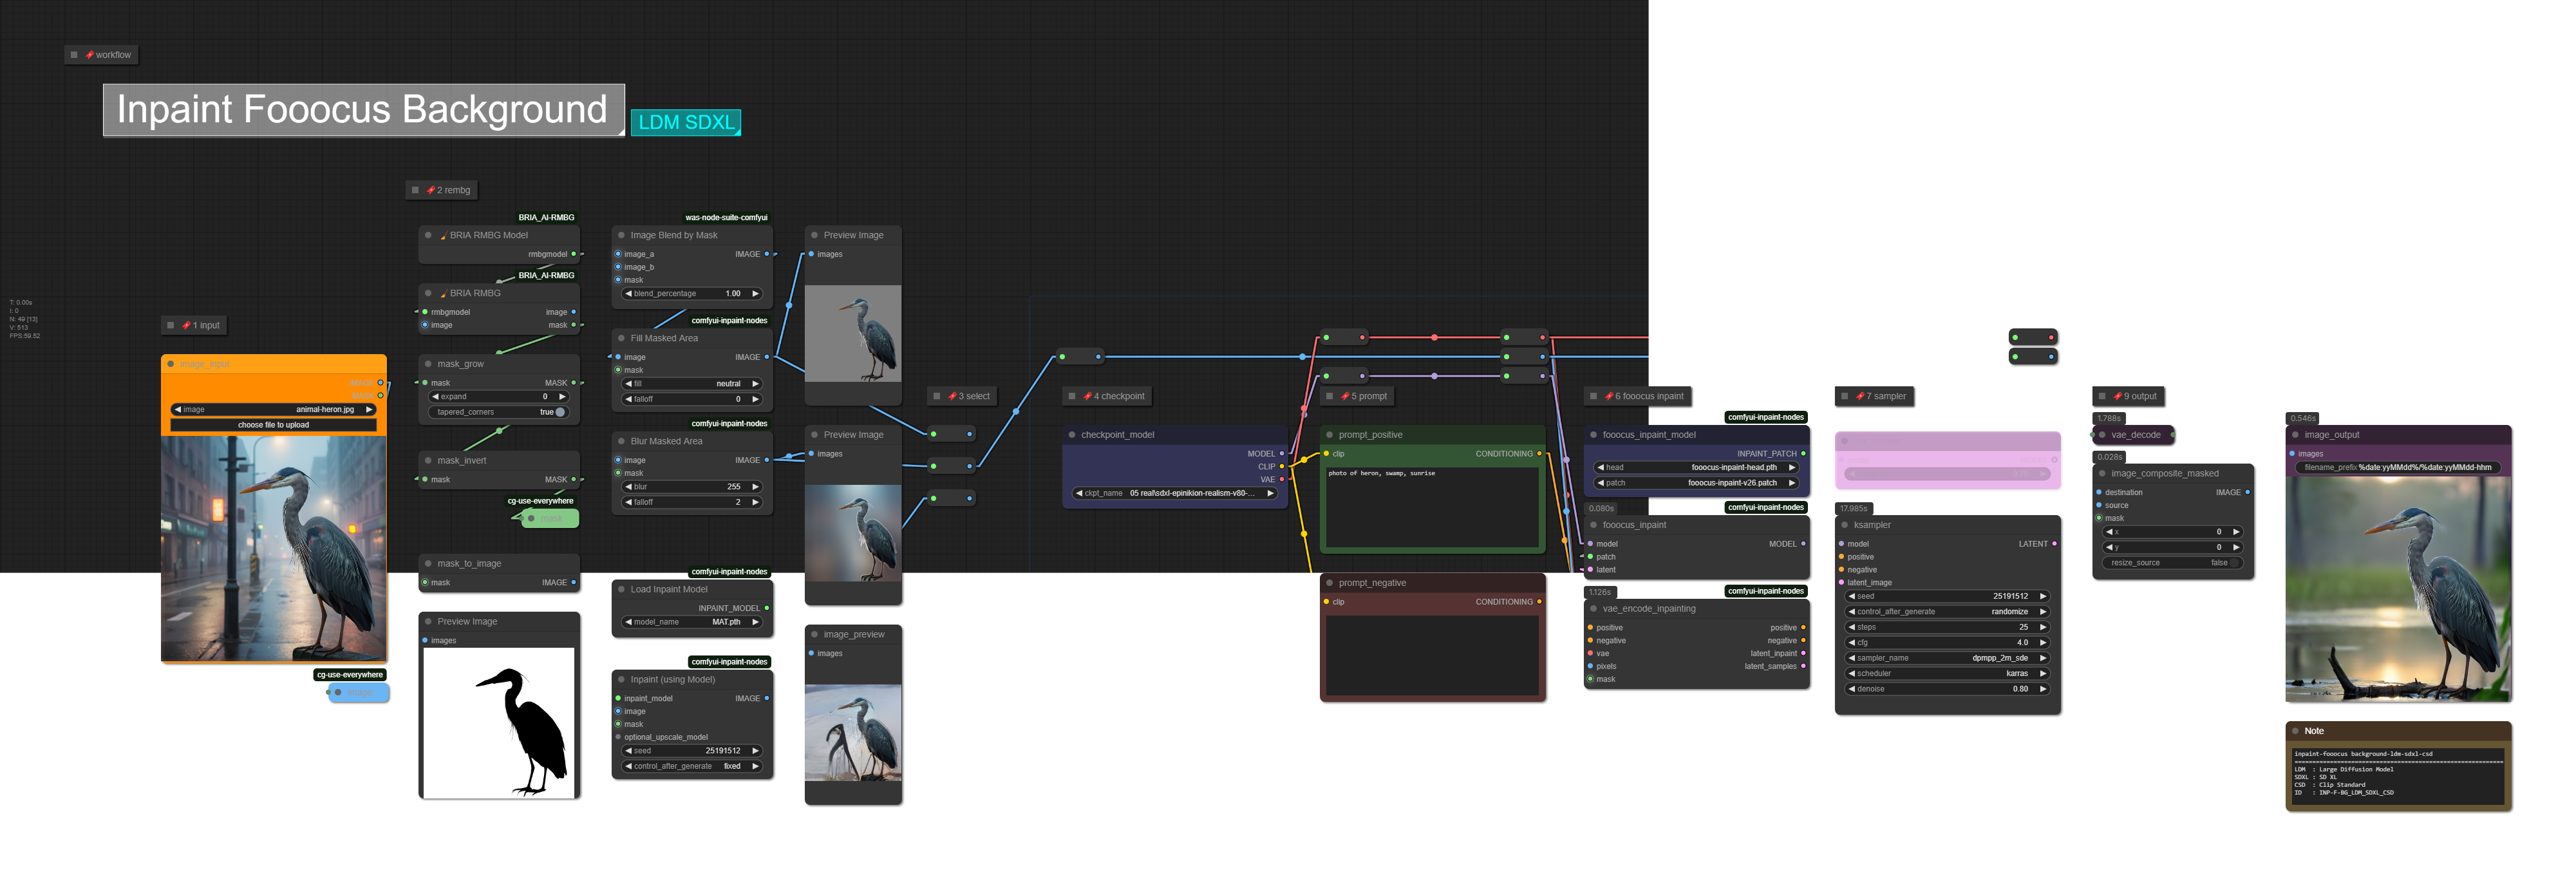 workflow
Inpaint Fooocus Background
LDM SDXL
T: 0.00s
I: 0
N: 49 [13]
V: 513
FPS:59.52
1 input
image_input
IMAGE
MASK
image animal-heron.jpg
choose file to upload
cg-use-everywhere
image
2 rembg
BRIA_AI-RMBG
BRIA RMBG Model
rmbgmodel
BRIA_AI-RMBG
BRIA RMBG
rmbgmodel image
image mask
mask_grow
mask MASK
expand 0
tapered_corners true
mask_invert
mask MASK
cg-use-everywhere
mask
mask_to_image
mask IMAGE
Preview Image
images
was-node-suite-comfyui
Image Blend by Mask
image_a IMAGE
image_b
mask
blend_percentage 1.00
comfyui-inpaint-nodes
Fill Masked Area
image IMAGE
mask
fill neutral
falloff 0
comfyui-inpaint-nodes
Blur Masked Area
image IMAGE
mask
blur 255
falloff 2
comfyui-inpaint-nodes
Load Inpaint Model
INPAINT_MODEL
model_name MAT.pth
comfyui-inpaint-nodes
Inpaint (using Model)
inpaint_model IMAGE
image
mask
optional_upscale_model
seed 25191512
control_after_generate fixed
Preview Image
images
Preview Image
images
image_preview
images
3 select
4 checkpoint
checkpoint_model
MODEL
CLIP
VAE
ckpt_name 05 real\sdxl-epinikion-realism-v80-...
5 prompt
prompt_positive
clip CONDITIONING
photo of heron, swamp, sunrise
prompt_negative
clip CONDITIONING
6 fooocus inpaint
comfyui-inpaint-nodes
fooocus_inpaint_model
INPAINT_PATCH
head fooocus-inpaint-head.pth
patch fooocus-inpaint-v26.patch
0.080s comfyui-inpaint-nodes
fooocus_inpaint
model MODEL
patch
latent
1.126s comfyui-inpaint-nodes
vae_encode_inpainting
positive positive
negative negative
vae latent_inpaint
pixels latent_samples
mask
7 sampler
17.985s
ksampler
model LATENT
positive
negative
latent_image
seed 25191512
control_after_generate randomize
steps 25
cfg 4.0
sampler_name dpmpp_2m_sde
scheduler karras
denoise 0.80
9 output
1.788s
vae_decode
0.028s
image_composite_masked
destination IMAGE
source
mask
x 0
y 0
resize_source false
0.546s
image_output
images
filename_prefix %date:yyMMdd%/%date:yyMMdd-hhm
Note
inpaint-fooocus background-ldm-sdxl-csd
LDM : Large Diffusion Model
SDXL : SD XL
CSD : Clip Standard
ID : INP-F-BG_LDM_SDXL_CSD